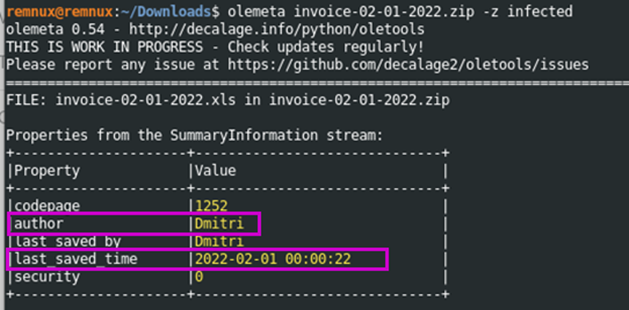 remnux@remnux:~/Downloads$ olemeta invoice-02-01-2022.zip -z infected
olemeta 0.54 - http://decalage.info/python/oletools
THIS IS WORK IN PROGRESS - Check updates regularly!
Please report any issue at https://github.com/decalage2/oletools/issues
===============================================================================
FILE: invoice-02-01-2022.xls in invoice-02-01-2022.zip
Properties from the SummaryInformation stream:
+---------------------+------------------------------+
|Property             |Value                         |
+---------------------+------------------------------+
|codepage             |1252                          |
|author               |Dmitri                        |
|last_saved_by        |Dmitri                        |
|last_saved_time      |2022-02-01 00:00:22           |
|security             |0                             |
+---------------------+------------------------------+